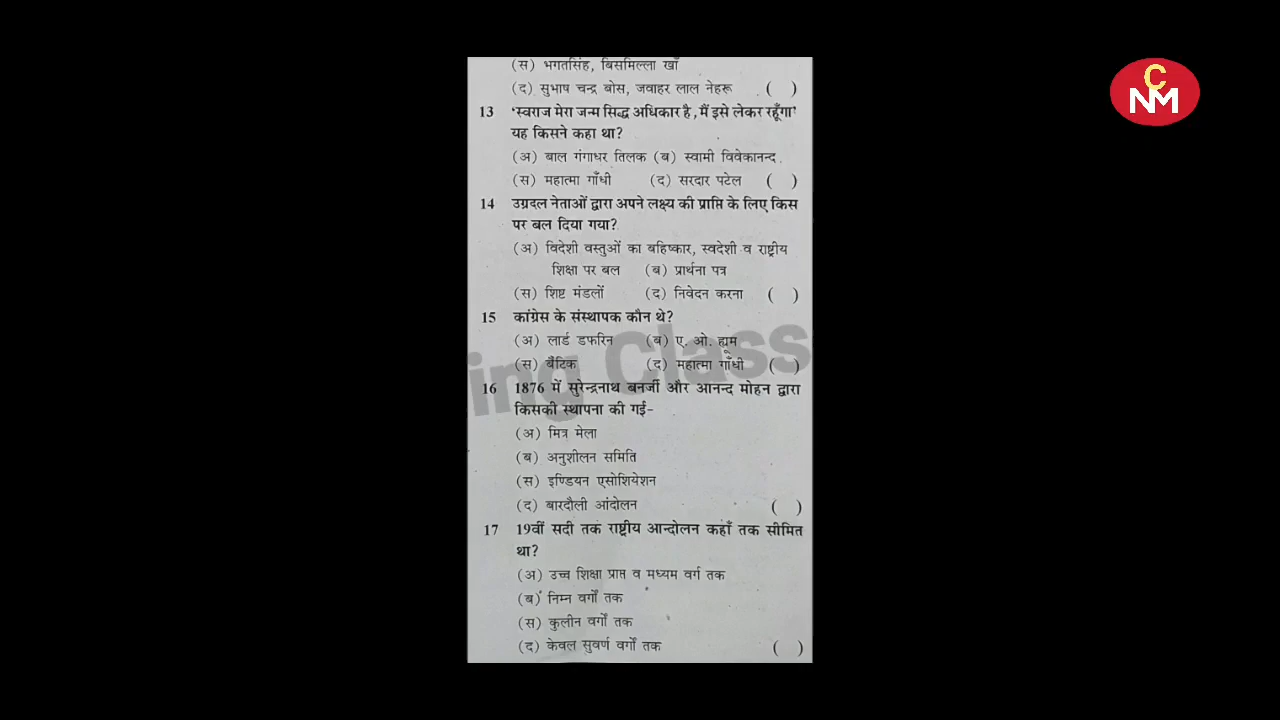 (स) भगतसिंह, बिसमिल्ला खाँ
(द) सुभाष चन्द्र बोस, जवाहर लाल नेहरू ( )
13 'स्वराज मेरा जन्म सिद्ध अधिकार है, मैं इसे लेकर रहूँगा'
यह किसने कहा था?
(अ) बाल गंगाधर तिलक (ब) स्वामी विवेकानन्द
(स) महात्मा गाँधी (द) सरदार पटेल ( )
14 उग्रदल नेताओं द्वारा अपने लक्ष्य की प्राप्ति के लिए किस
पर बल दिया गया?
(अ) विदेशी वस्तुओं का बहिष्कार, स्वदेशी व राष्ट्रीय
शिक्षा पर बल (ब) प्रार्थना पत्र
(स) शिष्ट मंडलों (द) निवेदन करना ( )
15 कांग्रेस के संस्थापक कौन थे?
(अ) लार्ड डफरिन (ब) ए. ओ. ह्यूम
(स) बैंटिक (द) महात्मा गाँधी ( )
16 1876 में सुरेन्द्रनाथ बनर्जी और आनन्द मोहन द्वारा
किसकी स्थापना की गई-
(अ) मित्र मेला
(ब) अनुशीलन समिति
(स) इण्डियन एसोशियेशन
(द) बारदौली आंदोलन ( )
17 19वीं सदी तक राष्ट्रीय आन्दोलन कहाँ तक सीमित
था?
(अ) उच्च शिक्षा प्राप्त व मध्यम वर्ग तक
(ब) निम्न वर्गों तक
(स) कुलीन वर्गों तक
(द) केवल सुवर्ण वर्गों तक ( )
ing Class
C
NM